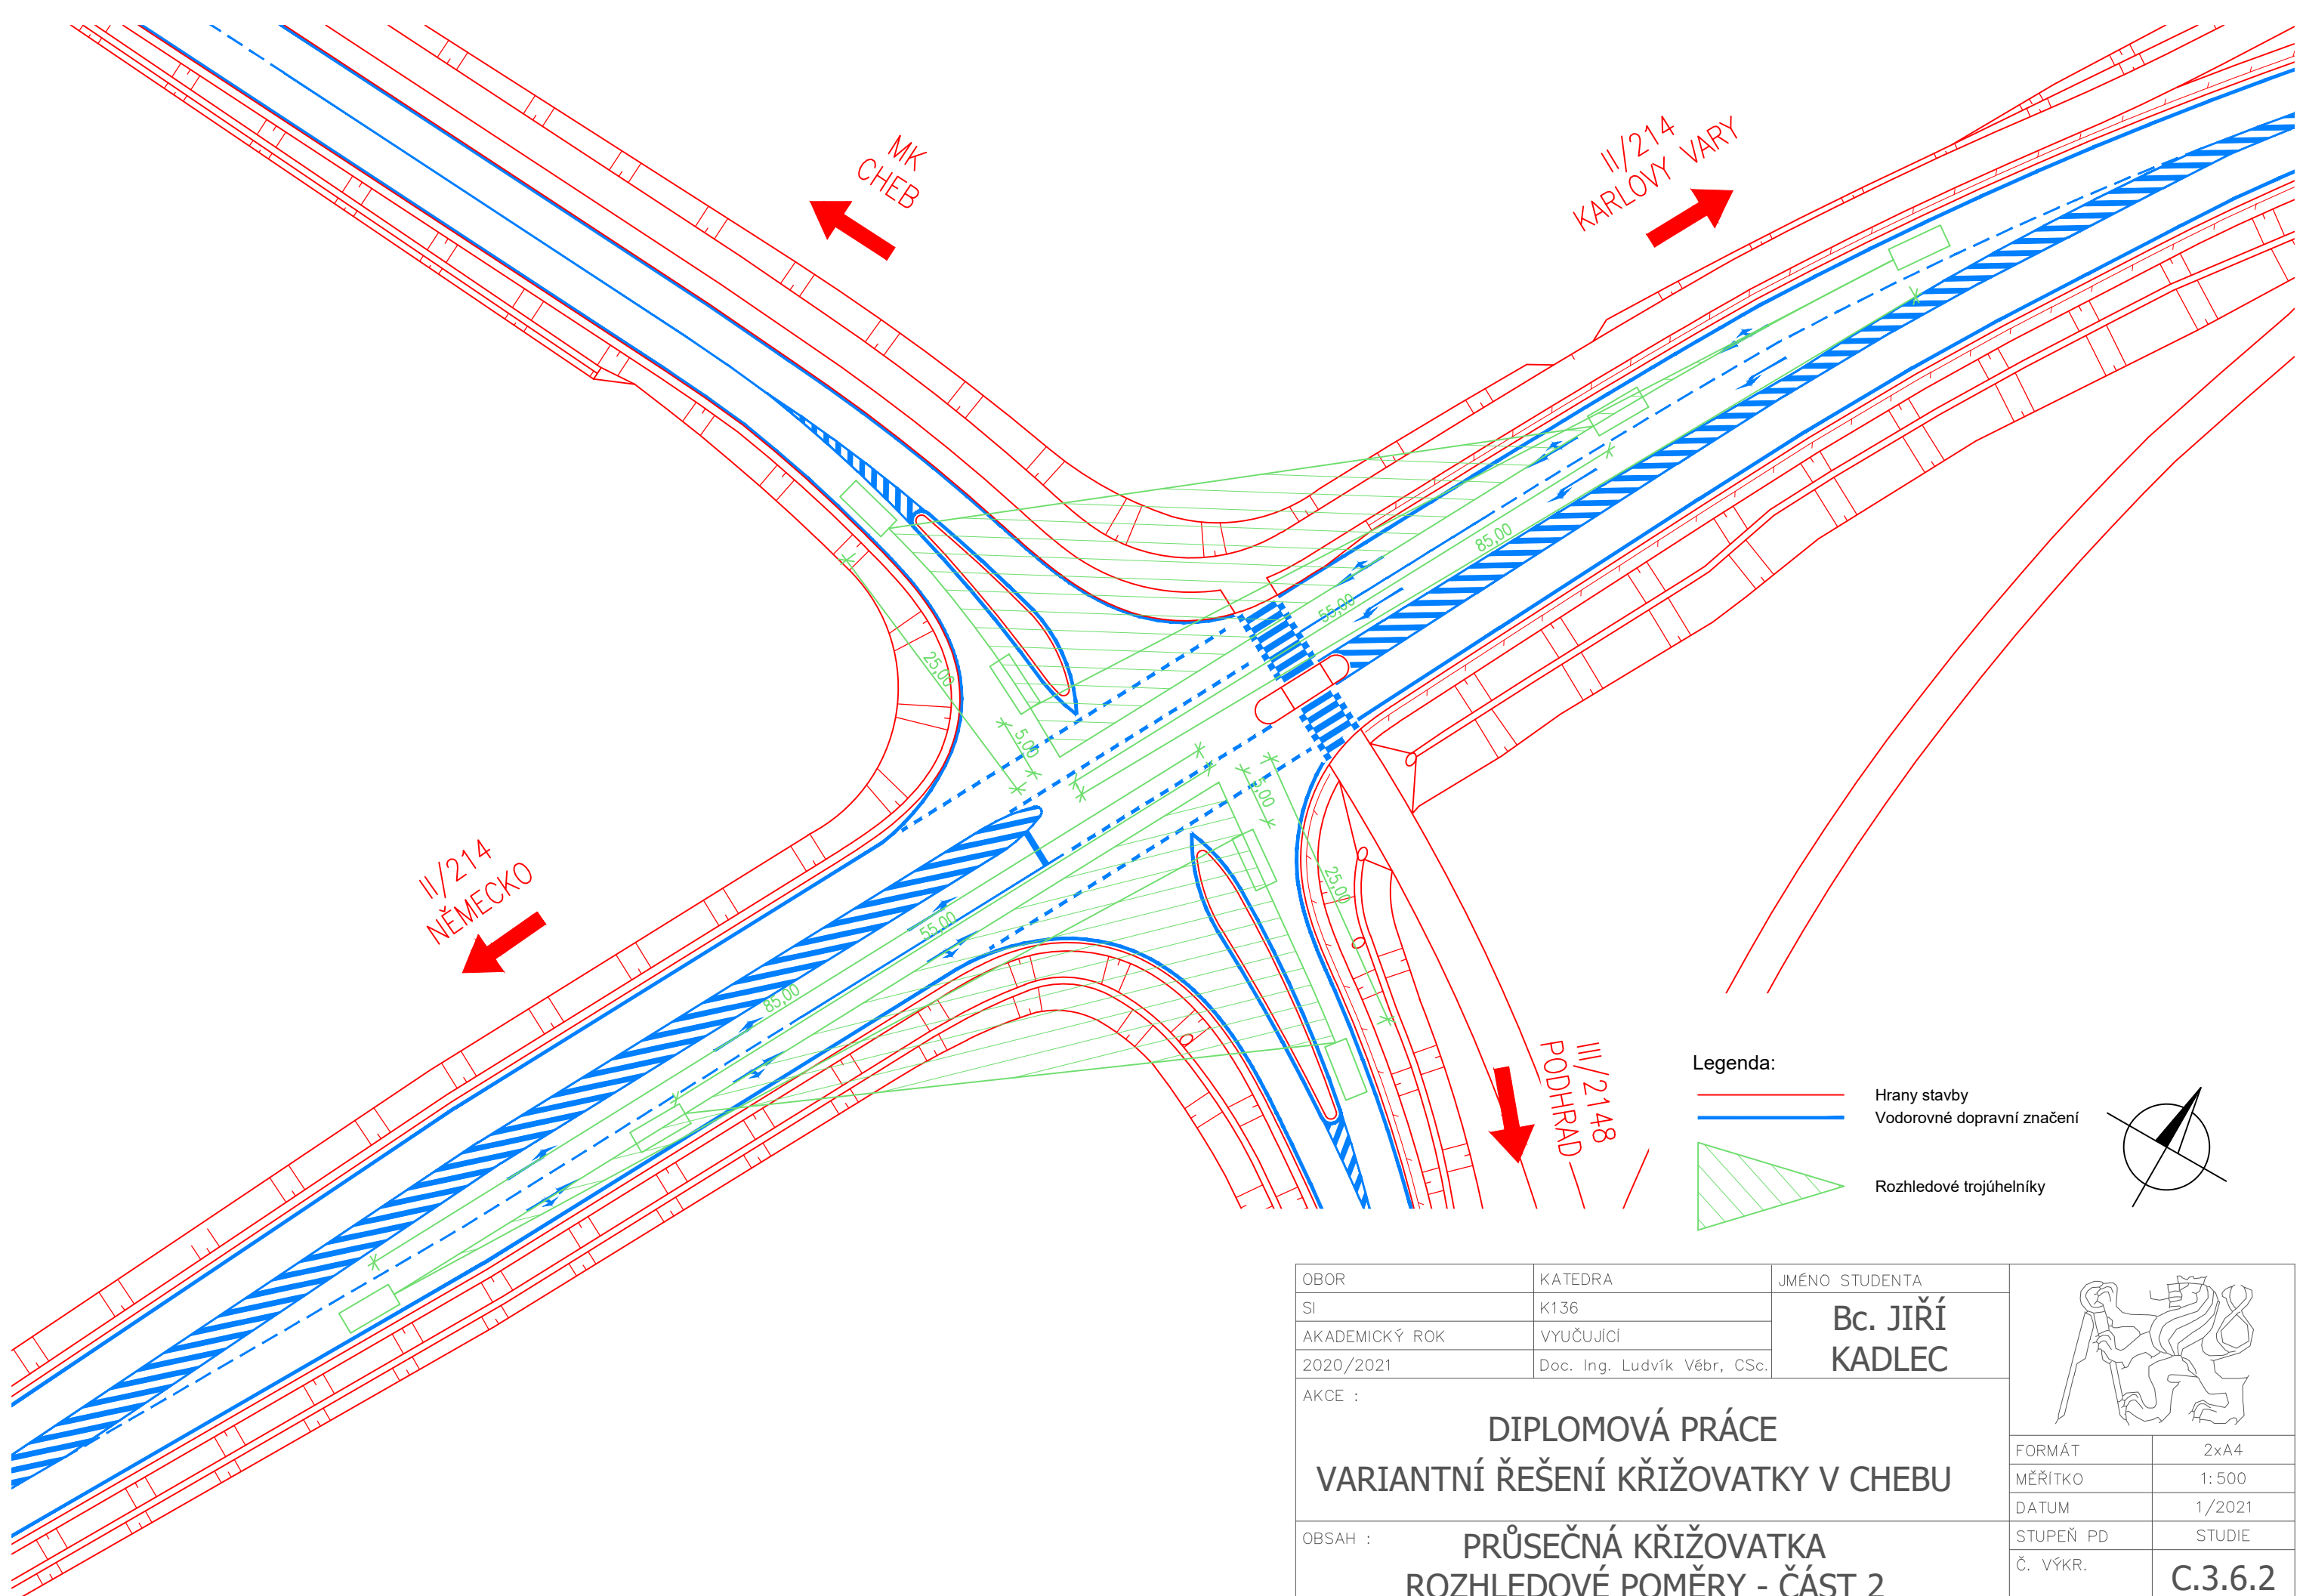 MK
CHEB
II/214
KARLOVY VARY
85,00
55,00
25,00
5,00
5,00
25,00
II/214
NĚMECKO
55,00
85,00
III/2148
PODHRAD
Legenda:
Hrany stavby
Vodorovné dopravní značení
Rozhledové trojúhelníky
OBOR
KATEDRA
JMÉNO STUDENTA
SI
K136
Bc. JIŘÍ
KADLEC
AKADEMICKÝ ROK
VYUČUJÍCÍ
2020/2021
Doc. Ing. Ludvík Vébr, CSc.
AKCE :
DIPLOMOVÁ PRÁCE
VARIANTNÍ ŘEŠENÍ KŘIŽOVATKY V CHEBU
FORMÁT
2xA4
MĚŘÍTKO
1:500
DATUM
1/2021
OBSAH :
PRŮSEČNÁ KŘIŽOVATKA
ROZHLEDOVÉ POMĚRY - ČÁST 2
STUPEŇ PD
STUDIE
Č. VÝKR.
C.3.6.2